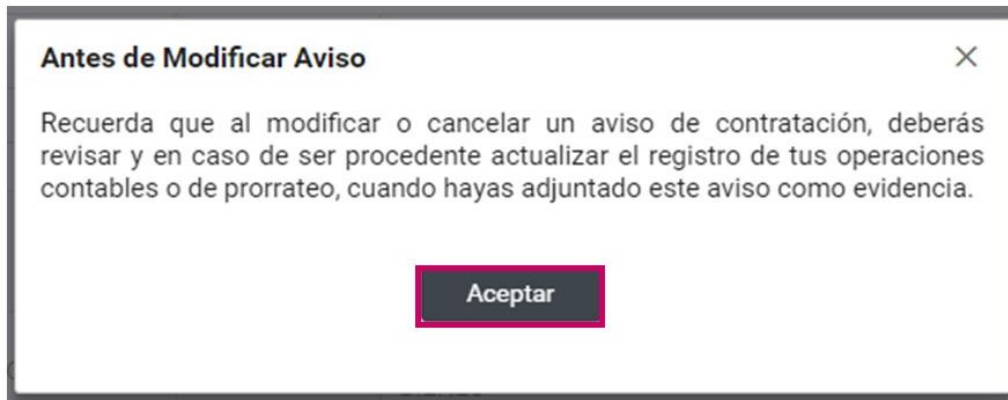 Antes de Modificar Aviso
Recuerda que al modificar o cancelar un aviso de contratación, deberás
revisar y en caso de ser procedente actualizar el registro de tus operaciones
contables o de prorrateo, cuando hayas adjuntado este aviso como evidencia.
Aceptar